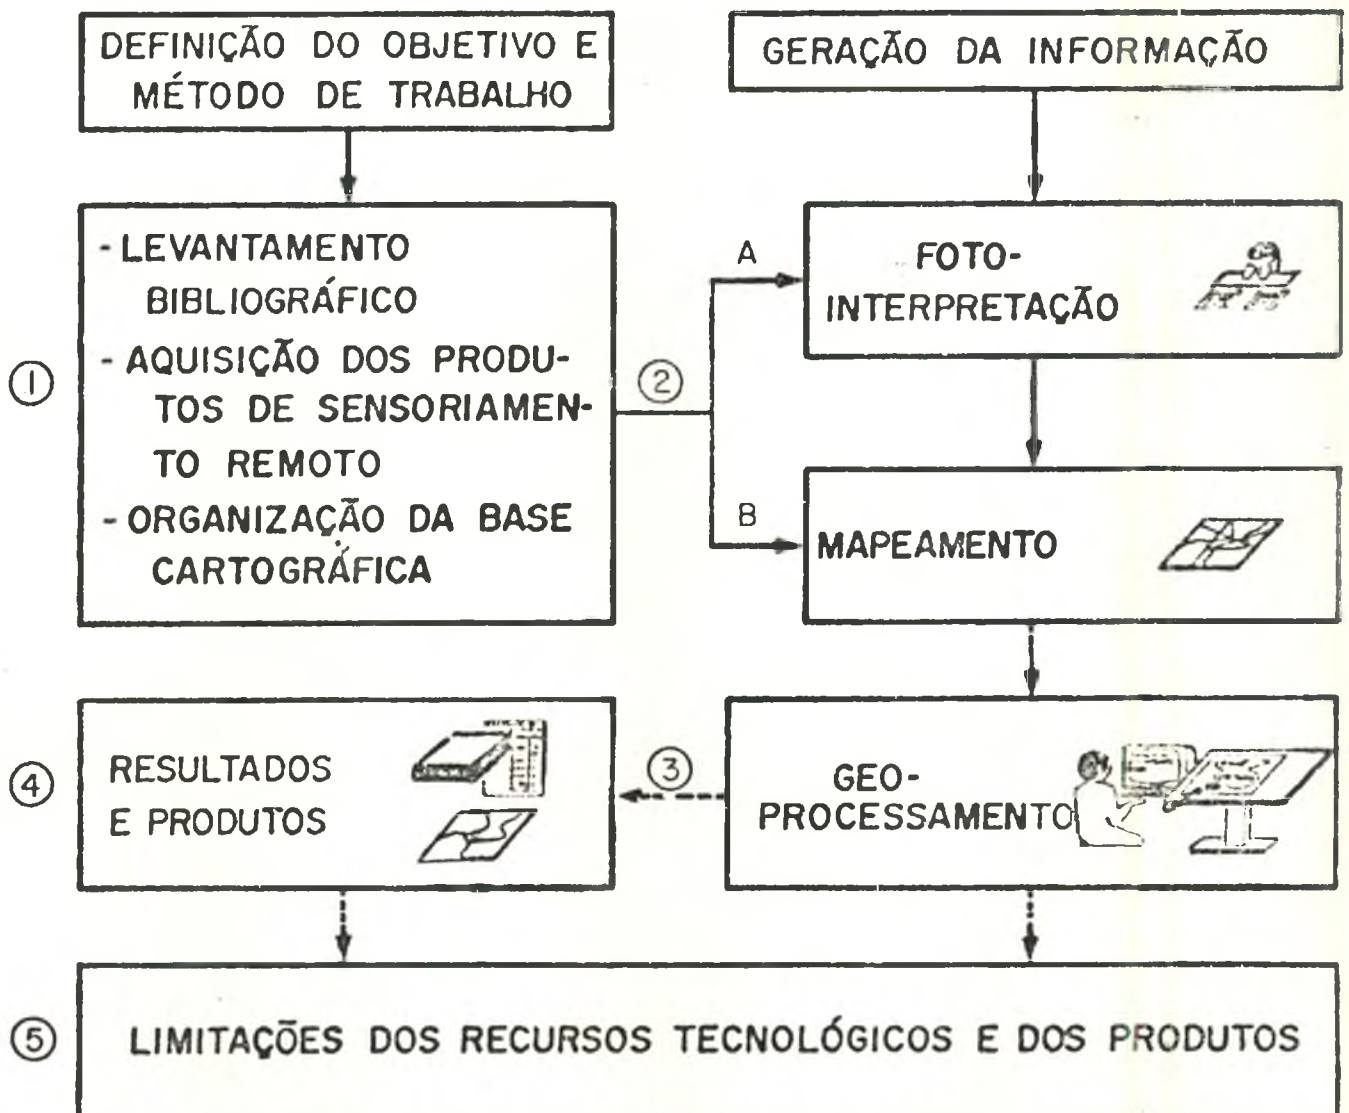 DEFINIÇÃO DO OBJETIVO E
MÉTODO DE TRABALHO
GERAÇÃO DA INFORMAÇÃO
①
- LEVANTAMENTO
BIBLIOGRÁFICO
- AQUISIÇÃO DOS PRODU-
TOS DE SENSORIAMEN-
TO REMOTO
- ORGANIZAÇÃO DA BASE
CARTOGRÁFICA
②
A
FOTO-
INTERPRETAÇÃO
B
MAPEAMENTO
④
RESULTADOS
E PRODUTOS
③
GEO-
PROCESSAMENTO
⑤
LIMITAÇÕES DOS RECURSOS TECNOLÓGICOS E DOS PRODUTOS